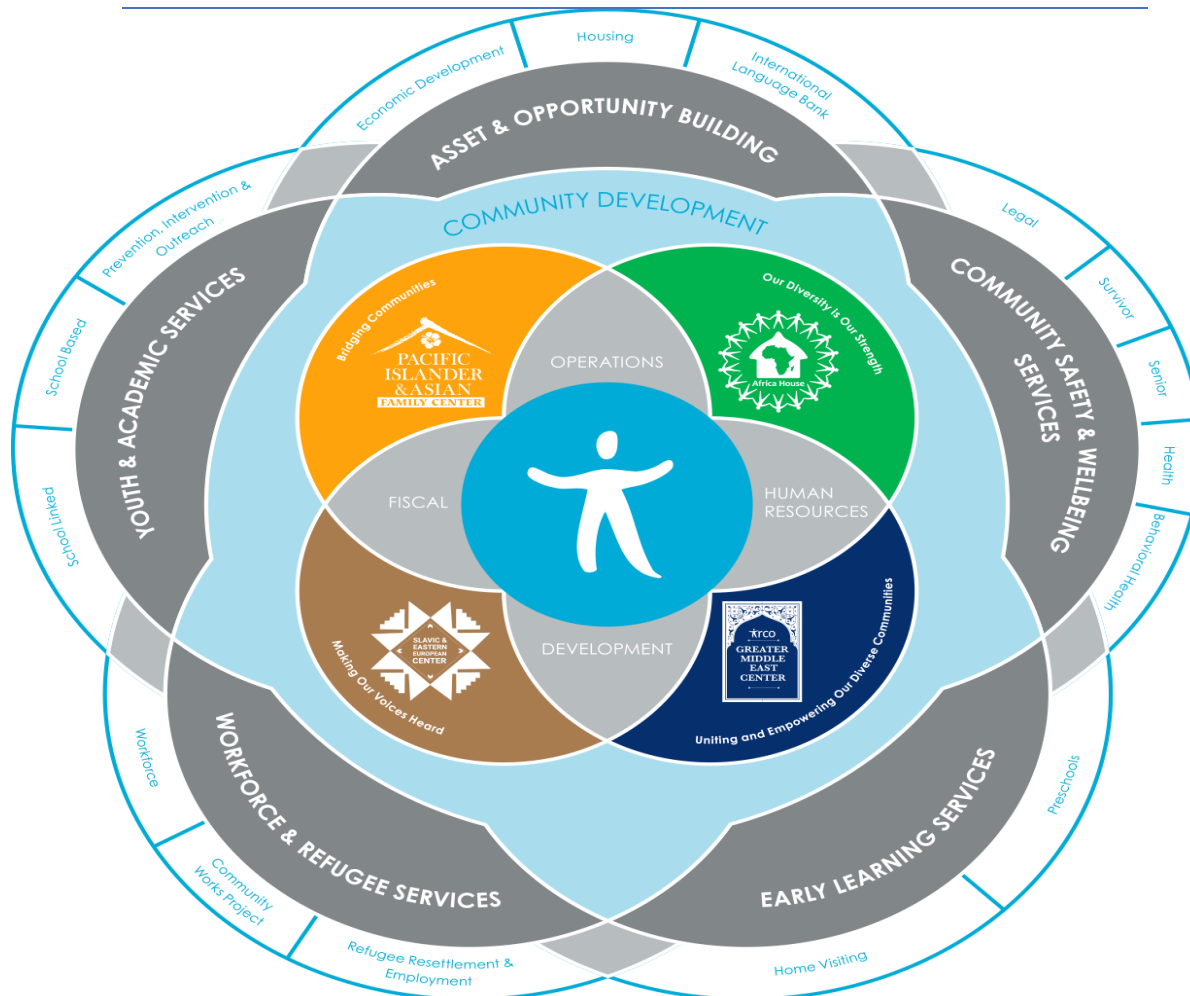 Housing
Economic Development
International
Language Bank
ASSET & OPPORTUNITY BUILDING
Prevention, Intervention &
Outreach
School Based
School Linked
YOUTH & ACADEMIC SERVICES
Legal
Survivor
Senior
Health
Behavioral Health
COMMUNITY SAFETY & WELLBEING
SERVICES
COMMUNITY DEVELOPMENT
Bridging Communities
PACIFIC
ISLANDER
& ASIAN
FAMILY CENTER
Our Diversity Is Our Strength
Africa House
OPERATIONS
FISCAL
HUMAN
RESOURCES
DEVELOPMENT
SLAVIC &
EASTERN
EUROPEAN
CENTER
Making Our Voices Heard
irco
GREATER
MIDDLE
EAST
CENTER
Uniting and Empowering Our Diverse Communities
WORKFORCE & REFUGEE SERVICES
Workforce
Community
Works Project
Refugee Resettlement &
Employment
EARLY LEARNING SERVICES
Preschools
Home Visiting